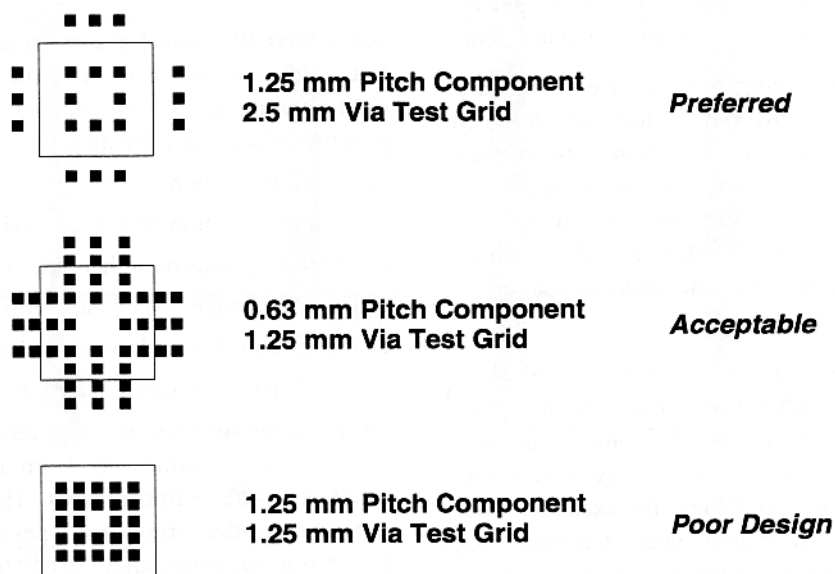 1.25 mm Pitch Component
2.5 mm Via Test Grid
Preferred
0.63 mm Pitch Component
1.25 mm Via Test Grid
Acceptable
1.25 mm Pitch Component
1.25 mm Via Test Grid
Poor Design